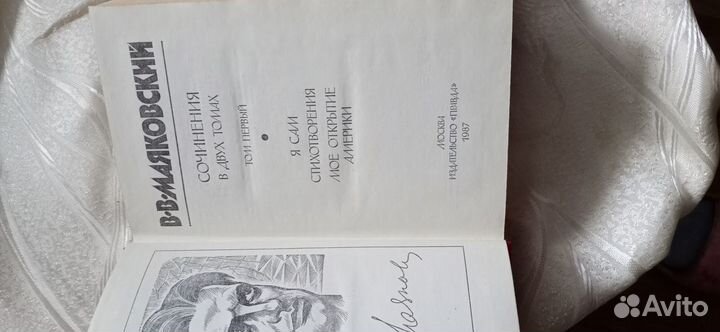 В·В·МАЯКОВСКИЙ
СОЧИНЕНИЯ
В ДВУХ ТОМАХ
ТОМ ПЕРВЫЙ
Я САМ
СТИХОТВОРЕНИЯ
МОЕ ОТКРЫТИЕ
АМЕРИКИ
МОСКВА
ИЗДАТЕЛЬСТВО «ПРАВДА»
1987
Avito